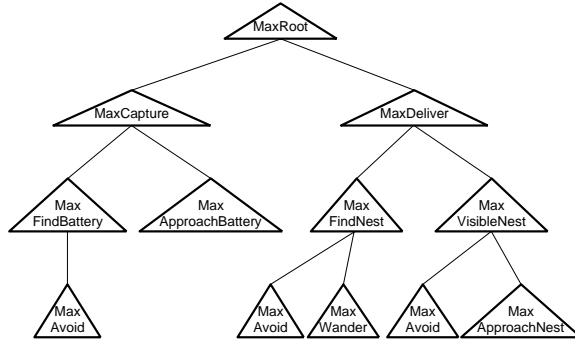 MaxRoot
MaxCapture
MaxDeliver
Max
FindBattery
Max
ApproachBattery
Max
FindNest
Max
VisibleNest
Max
Avoid
Max
Avoid
Max
Wander
Max
Avoid
Max
ApproachNest